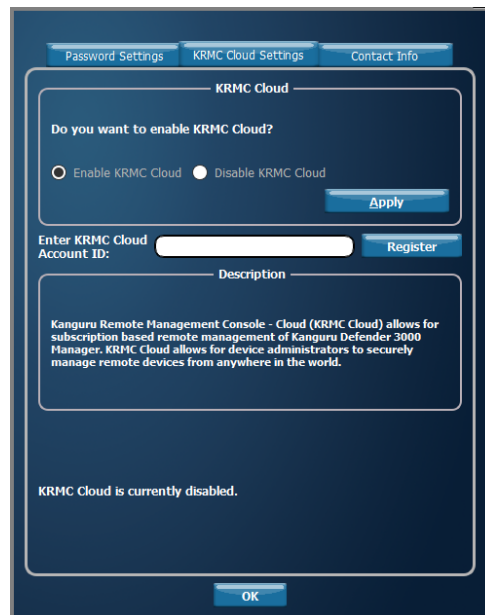 Password Settings
KRMC Cloud Settings
Contact Info
KRMC Cloud
Do you want to enable KRMC Cloud?
Enable KRMC Cloud
Disable KRMC Cloud
Apply
Enter KRMC Cloud
Account ID:
Register
Description
Kanguru Remote Management Console - Cloud (KRMC Cloud) allows for
subscription based remote management of Kanguru Defender 3000
Manager. KRMC Cloud allows for device administrators to securely
manage remote devices from anywhere in the world.
KRMC Cloud is currently disabled.
OK